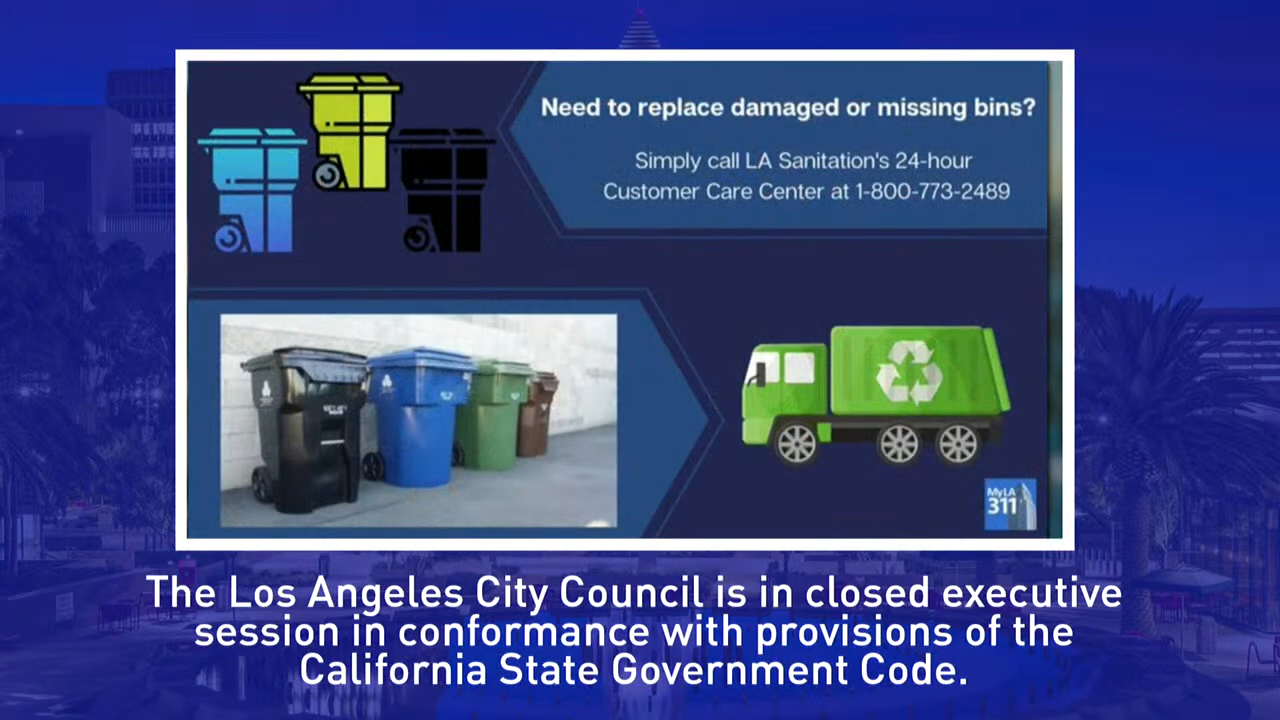 Need to replace damaged or missing bins?
Simply call LA Sanitation's 24-hour
Customer Care Center at 1-800-773-2489
MyLA
311
The Los Angeles City Council is in closed executive
session in conformance with provisions of the
California State Government Code.